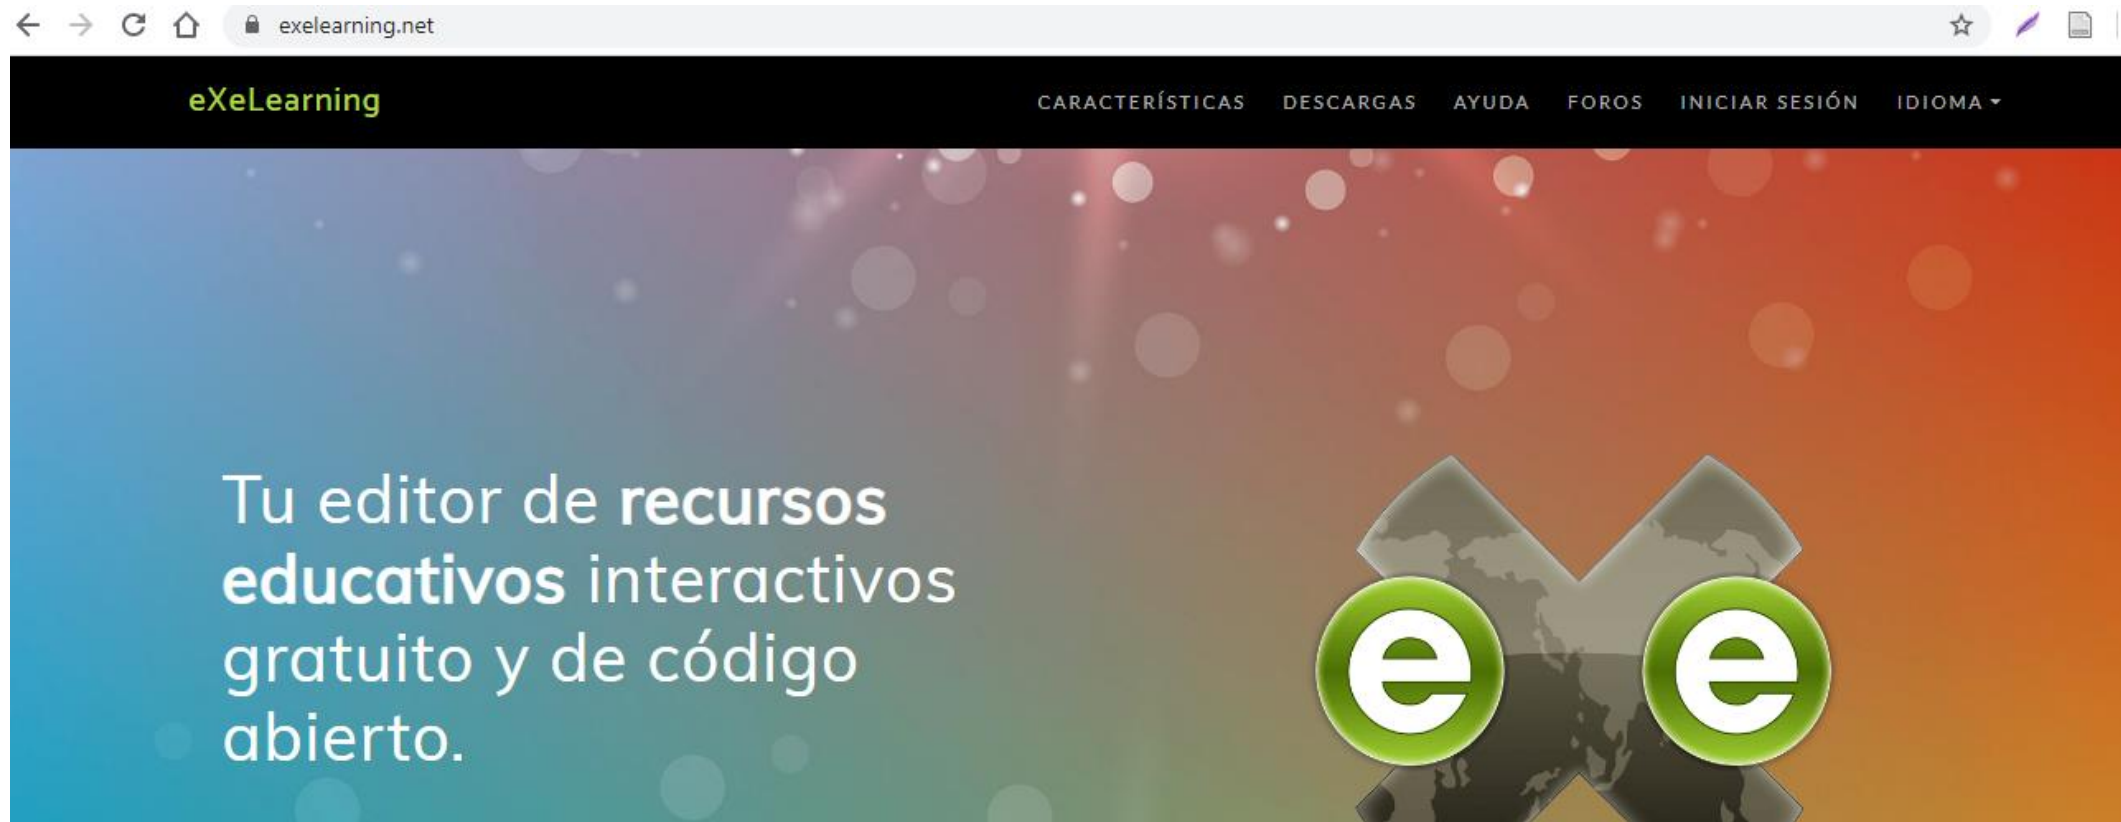 exelearning.net
eXeLearning
CARACTERÍSTICAS DESCARGAS AYUDA FOROS INICIAR SESIÓN IDIOMA
Tu editor de recursos
educativos interactivos
gratuito y de código
abierto.
e e